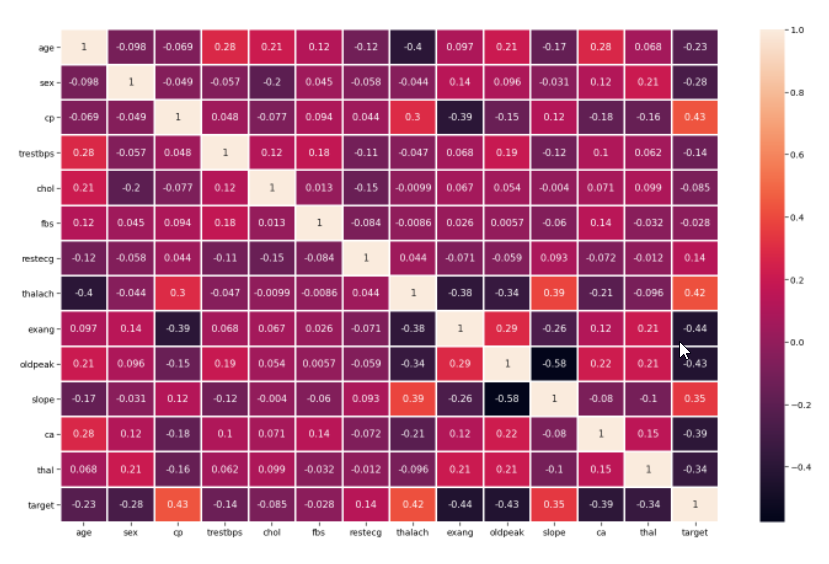 age 1 -0.098 -0.069 0.28 0.21 0.12 -0.12 -0.4 0.097 0.21 -0.17 0.28 0.068 -0.23
sex -0.098 1 -0.049 -0.057 -0.2 0.045 -0.058 -0.044 0.14 0.096 -0.031 0.12 0.21 -0.28
cp -0.069 -0.049 1 0.048 -0.077 0.094 0.044 0.3 -0.39 -0.15 0.12 -0.18 -0.16 0.43
trestbps 0.28 -0.057 0.048 1 0.12 0.18 -0.11 -0.047 0.068 0.19 -0.12 0.1 0.062 -0.14
chol 0.21 -0.2 -0.077 0.12 1 0.013 -0.15 -0.0099 0.067 0.054 -0.004 0.071 0.099 -0.085
fbs 0.12 0.045 0.094 0.18 0.013 1 -0.084 -0.0086 0.026 0.0057 -0.06 0.14 -0.032 -0.028
restecg -0.12 -0.058 0.044 -0.11 -0.15 -0.084 1 0.044 -0.071 -0.059 0.093 -0.072 -0.012 0.14
thalach -0.4 -0.044 0.3 -0.047 -0.0099 -0.0086 0.044 1 -0.38 -0.34 0.39 -0.21 -0.096 0.42
exang 0.097 0.14 -0.39 0.068 0.067 0.026 -0.071 -0.38 1 0.29 -0.26 0.12 0.21 -0.44
oldpeak 0.21 0.096 -0.15 0.19 0.054 0.0057 -0.059 -0.34 0.29 1 -0.58 0.22 0.21 -0.43
slope -0.17 -0.031 0.12 -0.12 -0.004 -0.06 0.093 0.39 -0.26 -0.58 1 -0.08 -0.1 0.35
ca 0.28 0.12 -0.18 0.1 0.071 0.14 -0.072 -0.21 0.12 0.22 -0.08 1 0.15 -0.39
thal 0.068 0.21 -0.16 0.062 0.099 -0.032 -0.012 -0.096 0.21 0.21 -0.1 0.15 1 -0.34
target -0.23 -0.28 0.43 -0.14 -0.085 -0.028 0.14 0.42 -0.44 -0.43 0.35 -0.39 -0.34 1
age sex cp trestbps chol fbs restecg thalach exang oldpeak slope ca thal target
1.0
0.8
0.6
0.4
0.2
0.0
-0.2
-0.4